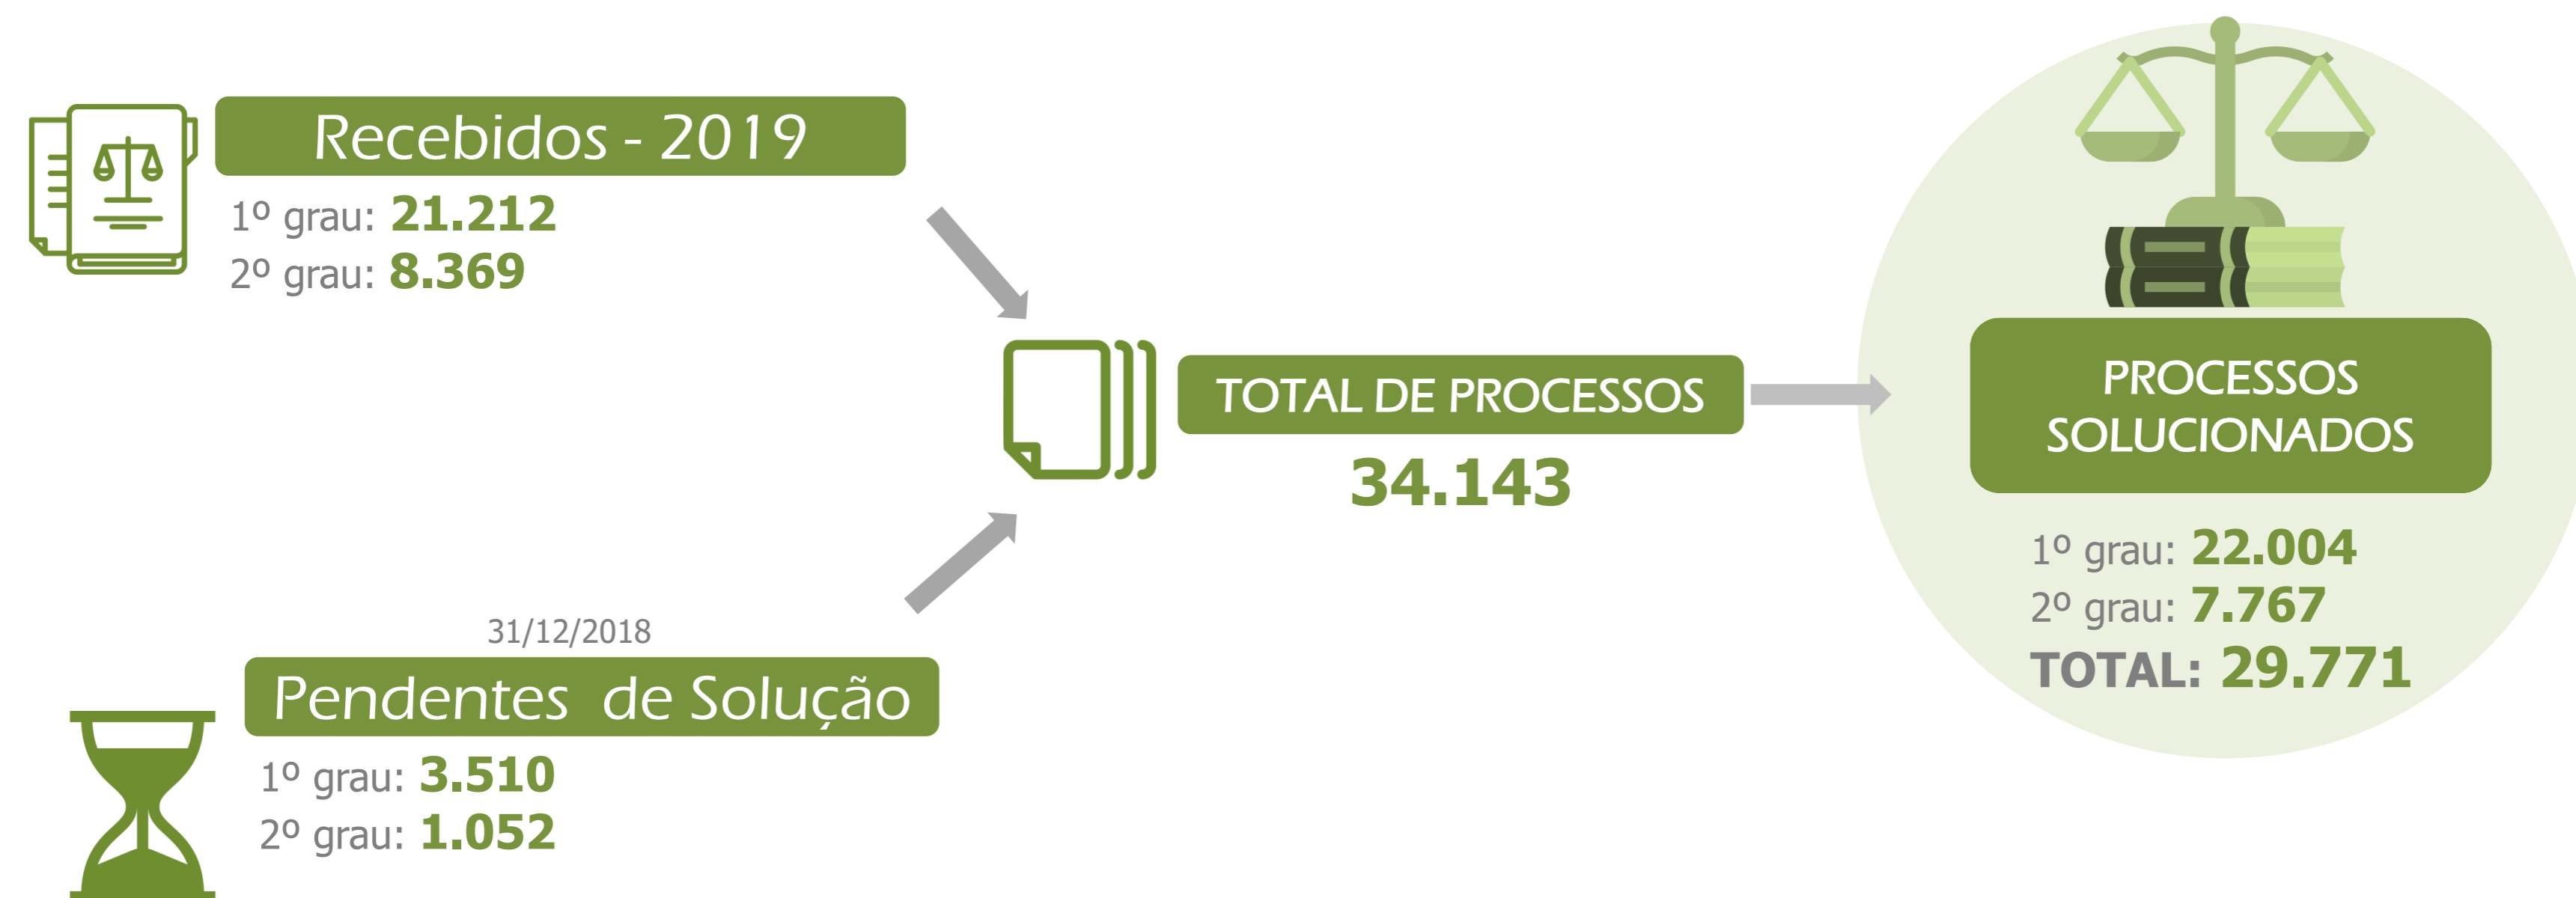 Recebidos - 2019
1º grau: 21.212
2º grau: 8.369
31/12/2018
Pendentes de Solução
1º grau: 3.510
2º grau: 1.052
TOTAL DE PROCESSOS
34.143
PROCESSOS
SOLUCIONADOS
1º grau: 22.004
2º grau: 7.767
TOTAL: 29.771